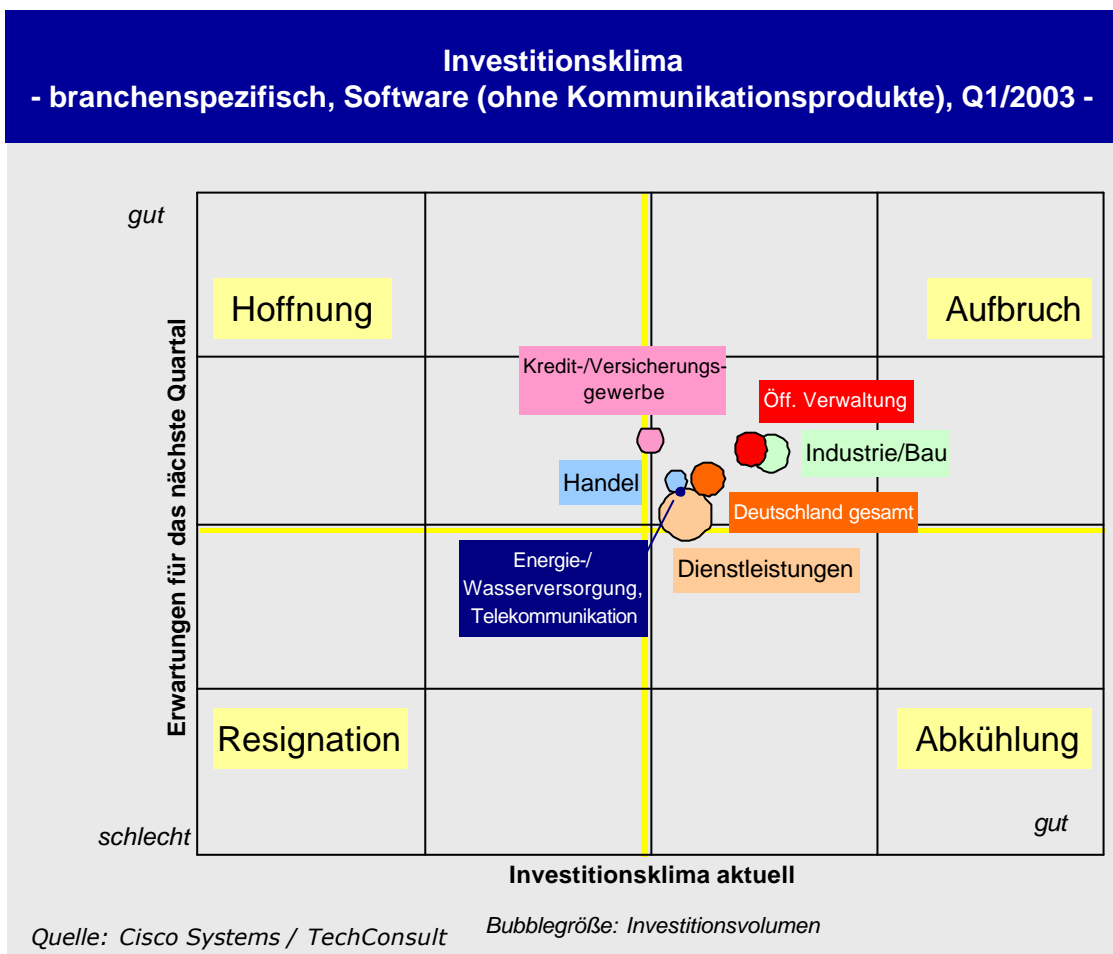 Investitionsklima
- branchenspezifisch, Software (ohne Kommunikationsprodukte), Q1/2003 -
gut
Hoffnung
Aufbruch
Erwartungen für das nächste Quartal
Kredit-/Versicherungs-
gewerbe
Öff. Verwaltung
Industrie/Bau
Handel
Deutschland gesamt
Energie-/
Wasserversorgung,
Telekommunikation
Dienstleistungen
Resignation
Abkühlung
schlecht
gut
Investitionsklima aktuell
Bubblegröße: Investitionsvolumen
Quelle: Cisco Systems / TechConsult